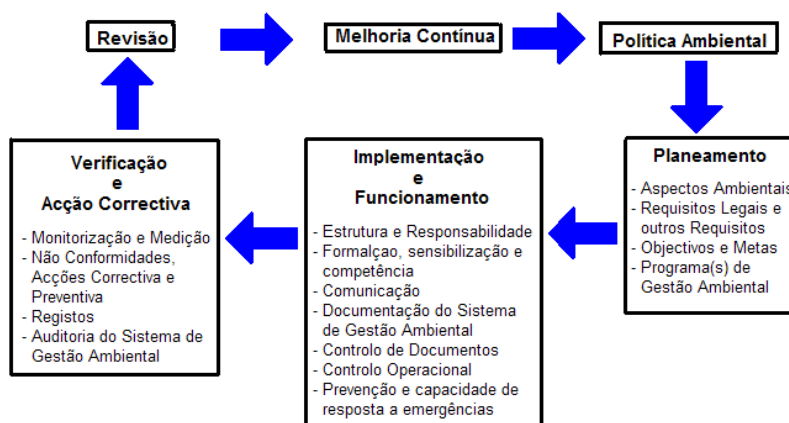 Revisão
Melhoria Contínua
Política Ambiental
Planeamento
- Aspectos Ambientais
- Requisitos Legais e
outros Requisitos
- Objectivos e Metas
- Programa(s) de
Gestão Ambiental
Implementação
e
Funcionamento
- Estrutura e Responsabilidade
- Formalçao, sensibilização e
competência
- Comunicação
- Documentação do Sistema
de Gestão Ambiental
- Controlo de Documentos
- Controlo Operacional
- Prevenção e capacidade de
resposta a emergências
Verificação
e
Acção Correctiva
- Monitorização e Medição
- Não Conformidades,
Acções Correctiva e
Preventiva
- Registos
- Auditoria do Sistema de
Gestão Ambiental